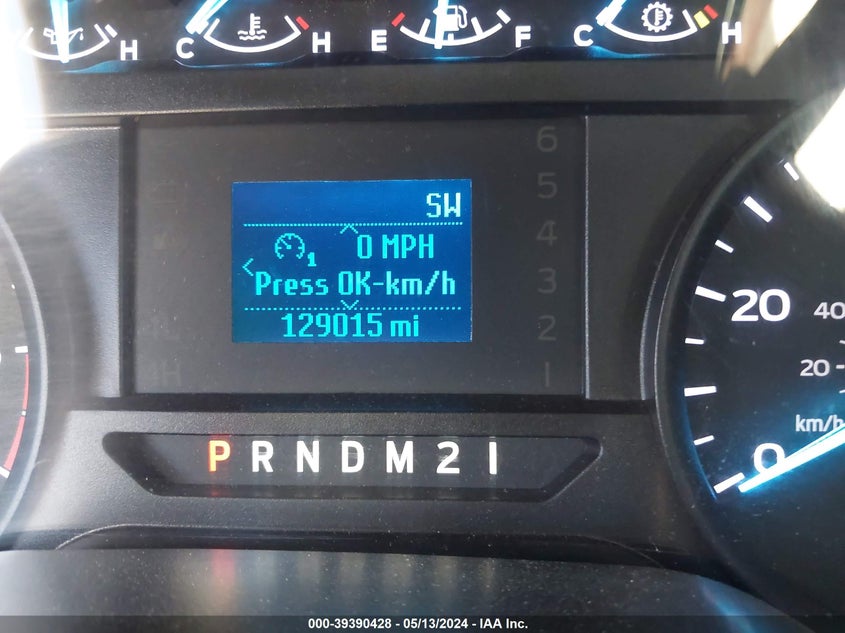 H C H E F C H
6
SW
5
0 MPH
4
Press OK-km/h
3
129015 mi
2
1
20 40
20
km/h
0
P R N D M 2 1
000-39390428 - 05/13/2024 - IAA Inc.